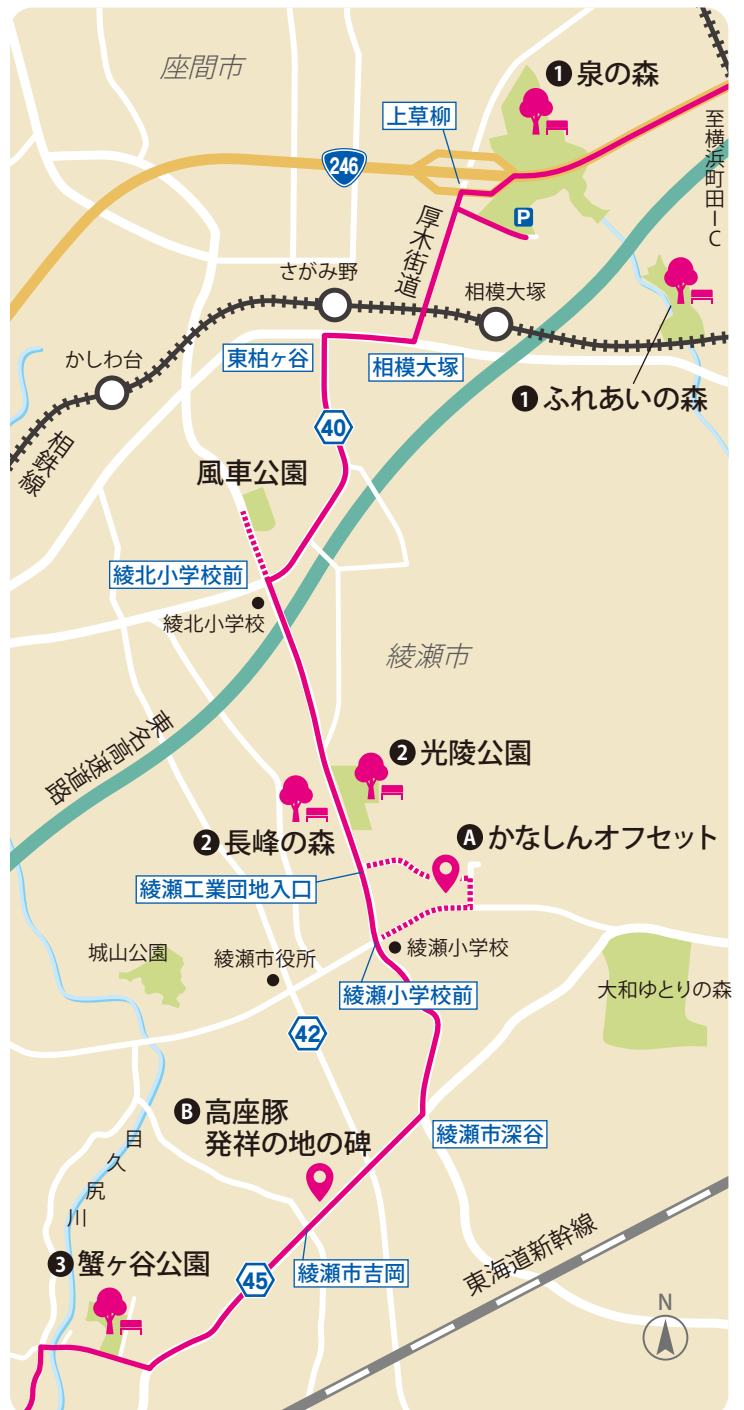 座間市
❶泉の森
上草柳
246
至横浜町田IC
P
厚木街道
さがみ野
相模大塚
かしわ台
東柏ヶ谷
相模大塚
❶ふれあいの森
相鉄線
40
風車公園
綾北小学校前
綾北小学校
綾瀬市
東名高速道路
❷光陵公園
❷長峰の森
Ⓐかなしんオフセット
綾瀬工業団地入口
城山公園
綾瀬市役所
綾瀬小学校
綾瀬小学校前
大和ゆとりの森
42
Ⓑ高座豚
発祥の地の碑
綾瀬市深谷
目久尻川
❸蟹ヶ谷公園
45
綾瀬市吉岡
東海道新幹線
N